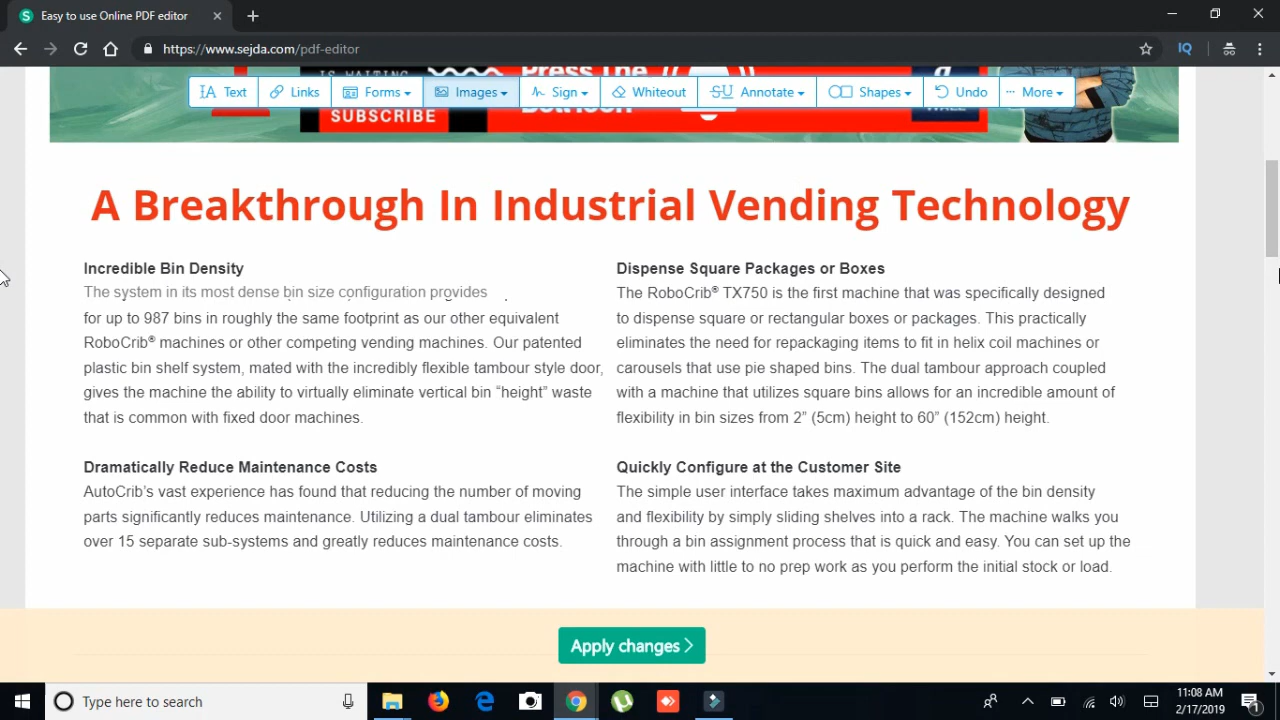 Easy to use Online PDF editor
https://www.sejda.com/pdf-editor
IQ
IS WAITING
Press The
SUBSCRIBE
Text Links Forms Images Sign Whiteout Annotate Shapes Undo More
A Breakthrough In Industrial Vending Technology
Incredible Bin Density
The system in its most dense bin size configuration provides
for up to 987 bins in roughly the same footprint as our other equivalent
RoboCrib® machines or other competing vending machines. Our patented
plastic bin shelf system, mated with the incredibly flexible tambour style door,
gives the machine the ability to virtually eliminate vertical bin “height” waste
that is common with fixed door machines.
Dramatically Reduce Maintenance Costs
AutoCrib’s vast experience has found that reducing the number of moving
parts significantly reduces maintenance. Utilizing a dual tambour eliminates
over 15 separate sub-systems and greatly reduces maintenance costs.
Dispense Square Packages or Boxes
The RoboCrib® TX750 is the first machine that was specifically designed
to dispense square or rectangular boxes or packages. This practically
eliminates the need for repackaging items to fit in helix coil machines or
carousels that use pie shaped bins. The dual tambour approach coupled
with a machine that utilizes square bins allows for an incredible amount of
flexibility in bin sizes from 2” (5cm) height to 60” (152cm) height.
Quickly Configure at the Customer Site
The simple user interface takes maximum advantage of the bin density
and flexibility by simply sliding shelves into a rack. The machine walks you
through a bin assignment process that is quick and easy. You can set up the
machine with little to no prep work as you perform the initial stock or load.
Apply changes
Type here to search
11:08 AM
2/17/2019